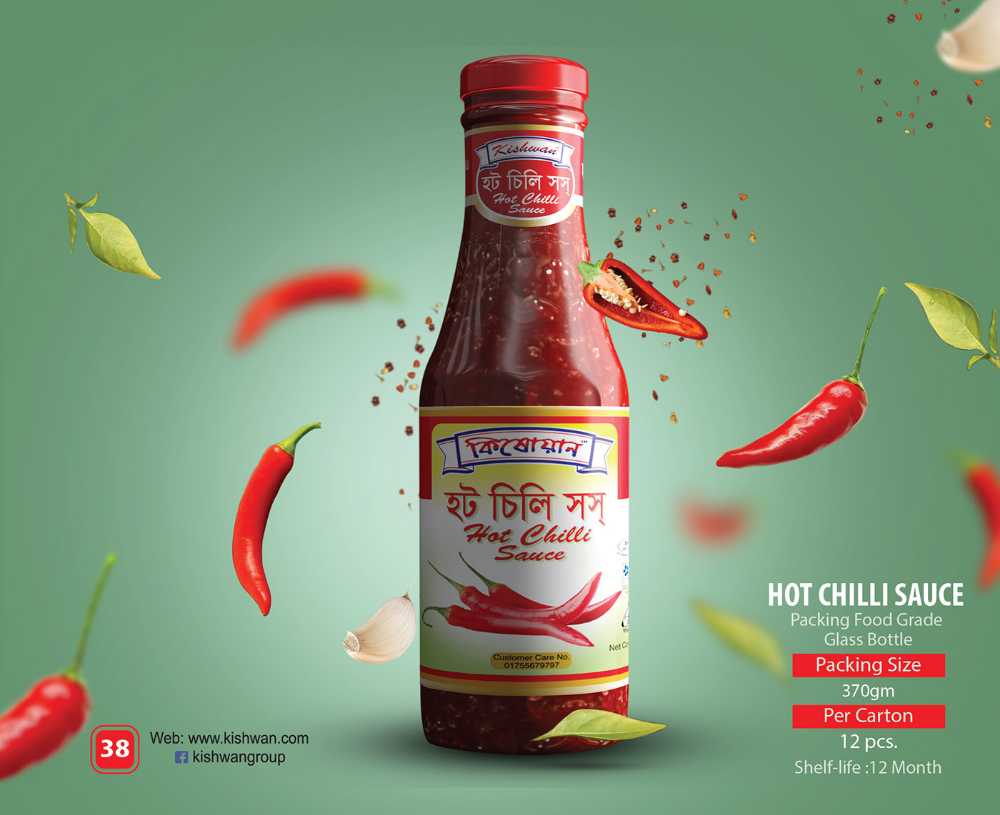 Kishwan
হট চিলি সস্
Hot Chilli
Sauce
কিষোয়ান
হট চিলি সস্
Hot Chilli
Sauce
Net
Customer Care No.
01755679797
HOT CHILLI SAUCE
Packing Food Grade
Glass Bottle
Packing Size
370gm
Per Carton
12 pcs.
Shelf-life :12 Month
38
Web: www.kishwan.com
kishwangroup